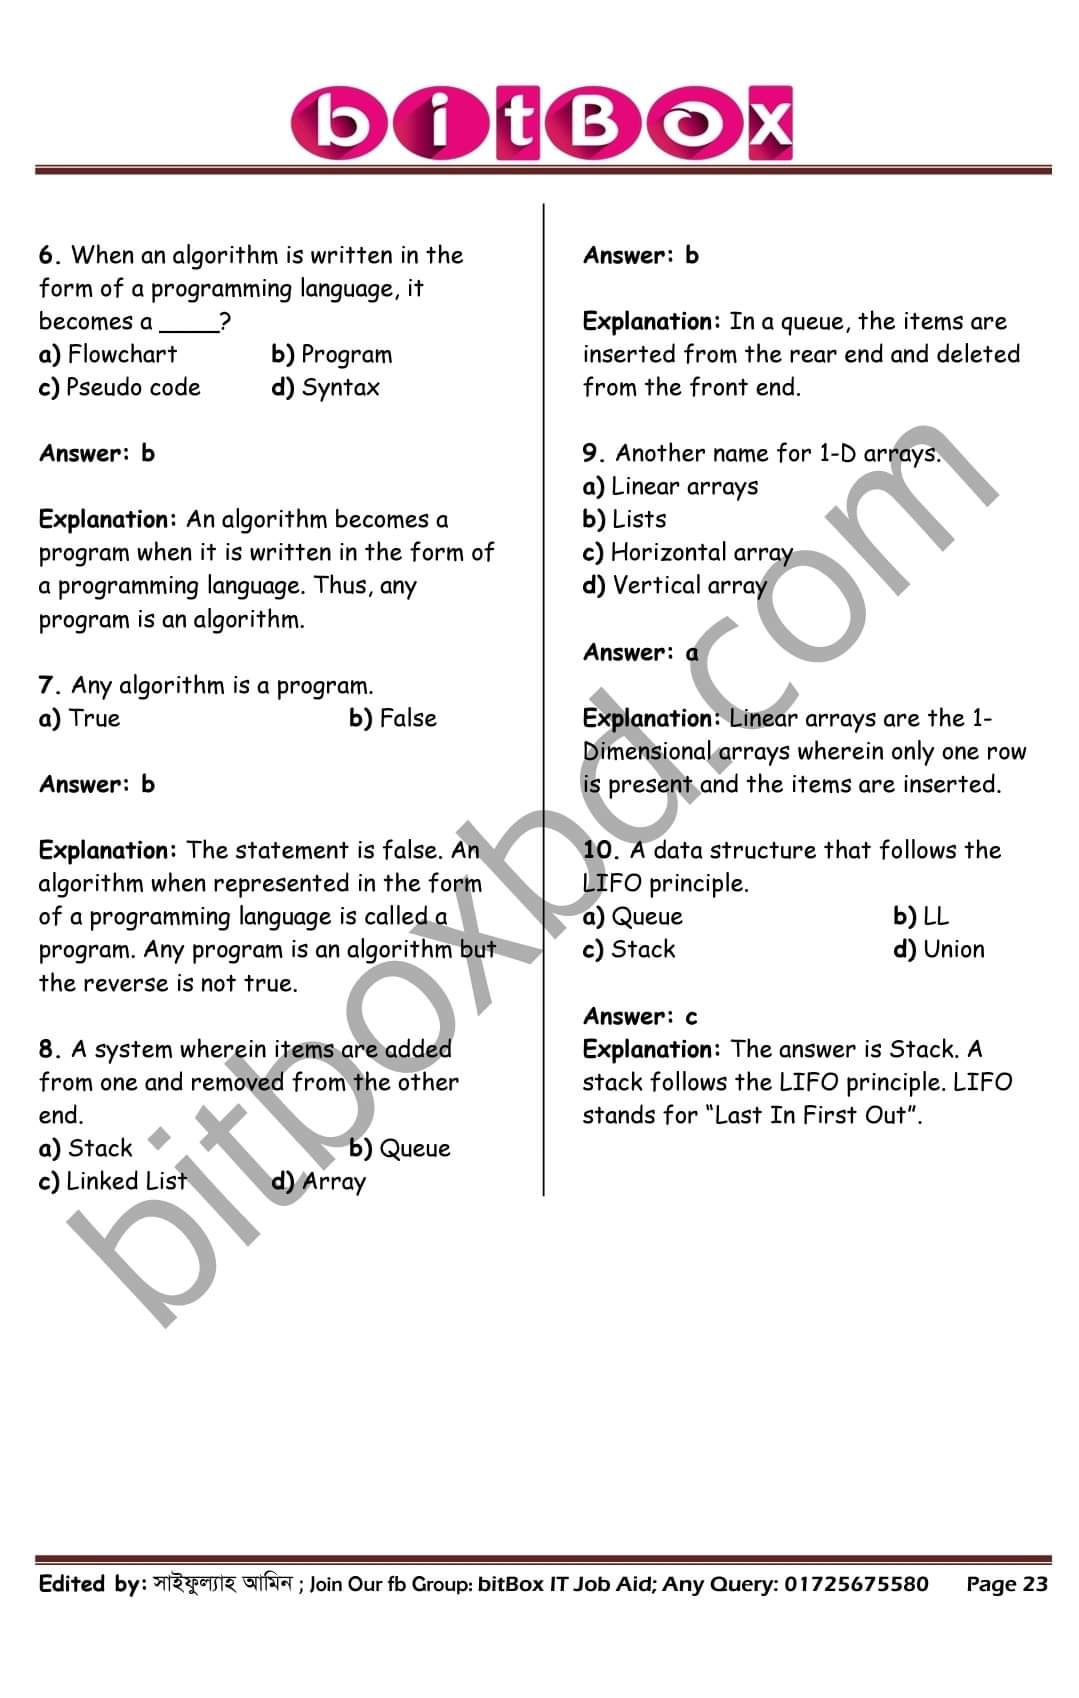 bitBox
6. When an algorithm is written in the
form of a programming language, it
becomes a _____?
a) Flowchart b) Program
c) Pseudo code d) Syntax
Answer: b
Explanation: An algorithm becomes a
program when it is written in the form of
a programming language. Thus, any
program is an algorithm.
7. Any algorithm is a program.
a) True b) False
Answer: b
Explanation: The statement is false. An
algorithm when represented in the form
of a programming language is called a
program. Any program is an algorithm but
the reverse is not true.
8. A system wherein items are added
from one and removed from the other
end.
a) Stack b) Queue
c) Linked List d) Array
Answer: b
Explanation: In a queue, the items are
inserted from the rear end and deleted
from the front end.
9. Another name for 1-D arrays.
a) Linear arrays
b) Lists
c) Horizontal array
d) Vertical array
Answer: a
Explanation: Linear arrays are the 1-
Dimensional arrays wherein only one row
is present and the items are inserted.
10. A data structure that follows the
LIFO principle.
a) Queue b) LL
c) Stack d) Union
Answer: c
Explanation: The answer is Stack. A
stack follows the LIFO principle. LIFO
stands for “Last In First Out”.
bitboxbd.com
Edited by: সাইফুল্যাহ আমিন ; Join Our fb Group: bitBox IT Job Aid; Any Query: 01725675580 Page 23